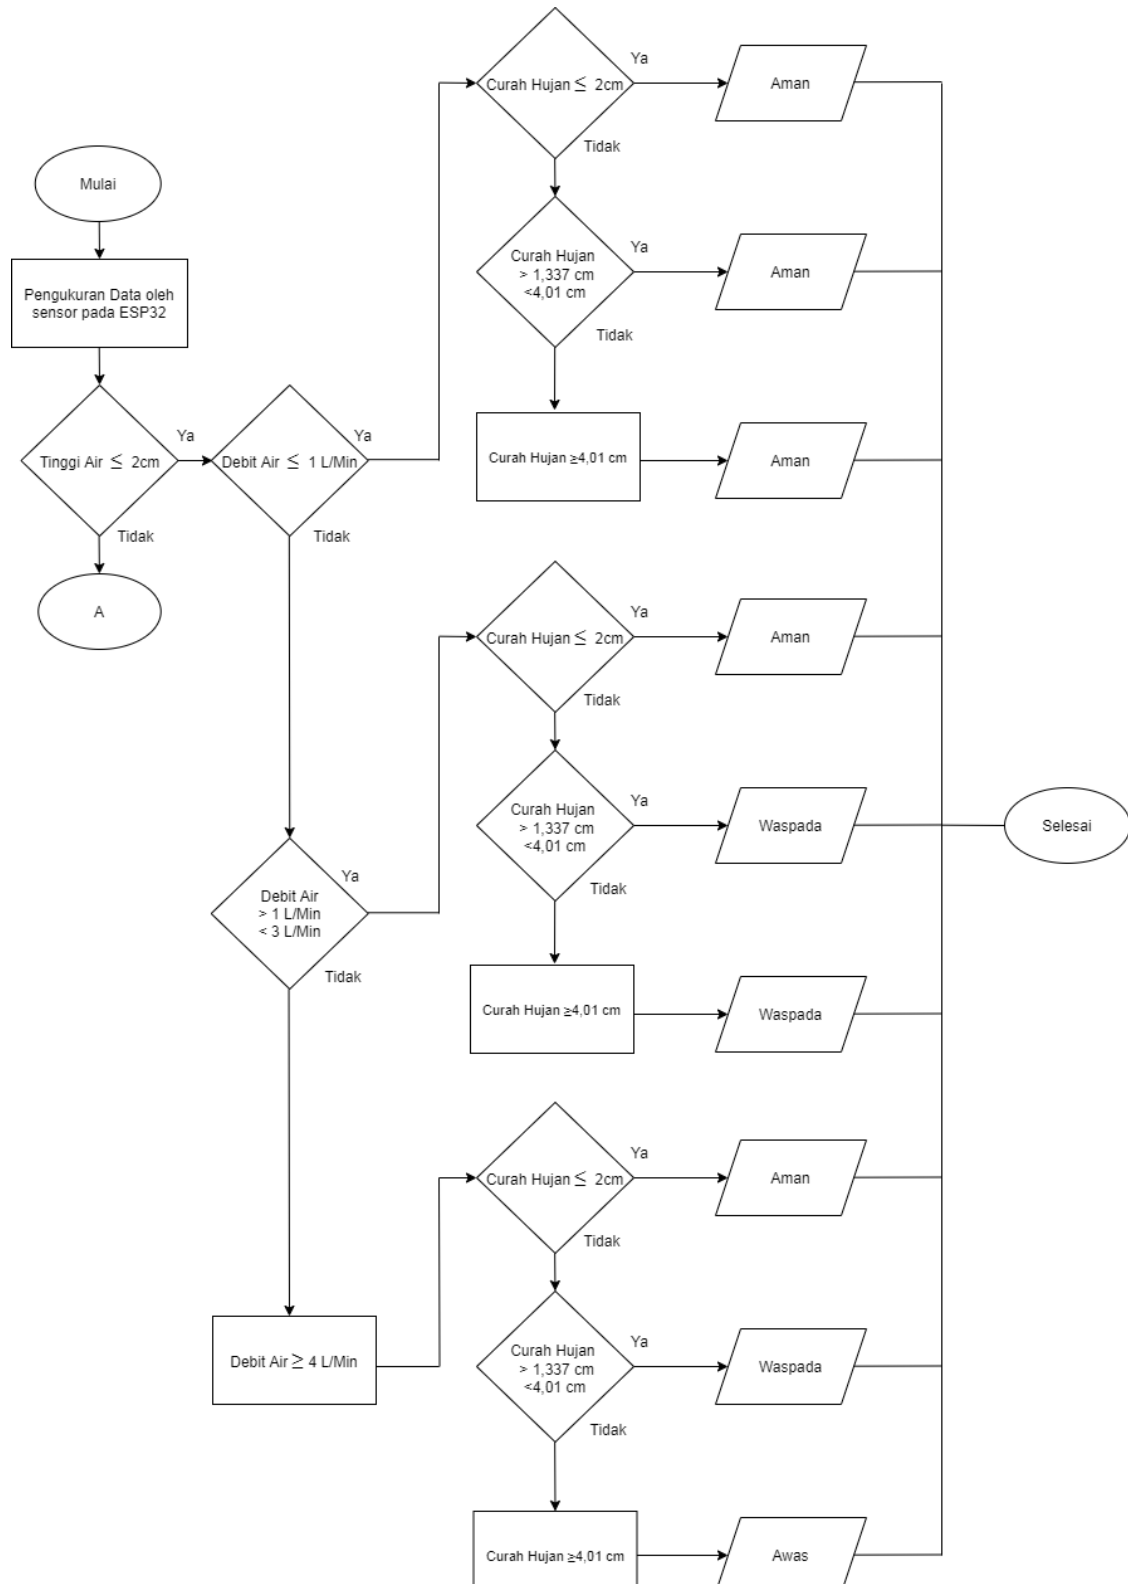 Mulai
Pengukuran Data oleh
sensor pada ESP32
Tinggi Air ≤ 2cm
Ya
Tidak
A
Debit Air ≤ 1 L/Min
Ya
Tidak
Curah Hujan ≤ 2cm
Ya
Aman
Tidak
Curah Hujan
> 1,337 cm
<4,01 cm
Ya
Aman
Tidak
Curah Hujan ≥4,01 cm
Aman
Debit Air
> 1 L/Min
< 3 L/Min
Ya
Tidak
Curah Hujan ≤ 2cm
Ya
Aman
Tidak
Curah Hujan
> 1,337 cm
<4,01 cm
Ya
Waspada
Tidak
Curah Hujan ≥4,01 cm
Waspada
Debit Air ≥ 4 L/Min
Curah Hujan ≤ 2cm
Ya
Aman
Tidak
Curah Hujan
> 1,337 cm
<4,01 cm
Ya
Waspada
Tidak
Curah Hujan ≥4,01 cm
Awas
Selesai